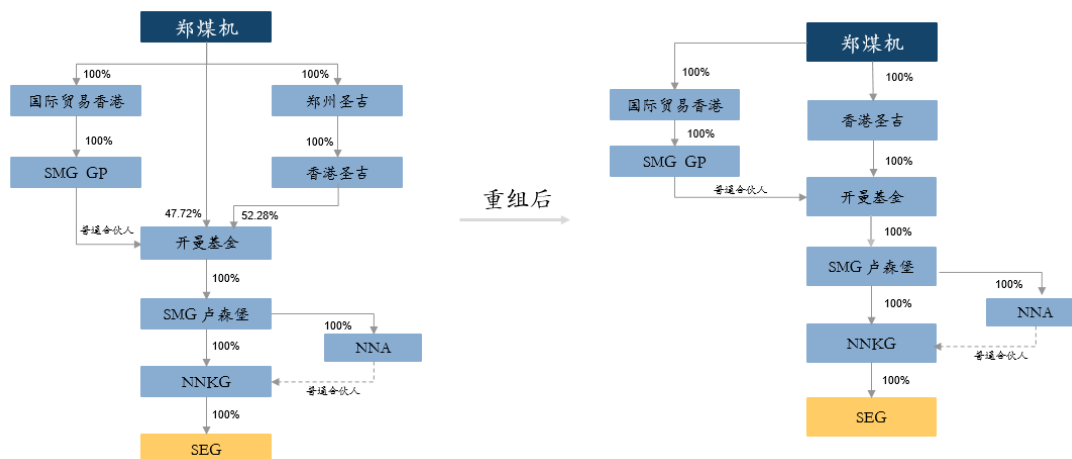 郑煤机
100%
100%
国际贸易香港
郑州圣吉
100%
100%
SMG GP
香港圣吉
47.72%
52.28%
普通合伙人
开曼基金
100%
SMG 卢森堡
100%
100%
NNA
NNKG
普通合伙人
100%
SEG
重组后
郑煤机
100%
100%
国际贸易香港
香港圣吉
100%
100%
SMG GP
普通合伙人
开曼基金
100%
SMG 卢森堡
100%
100%
NNA
NNKG
普通合伙人
100%
SEG